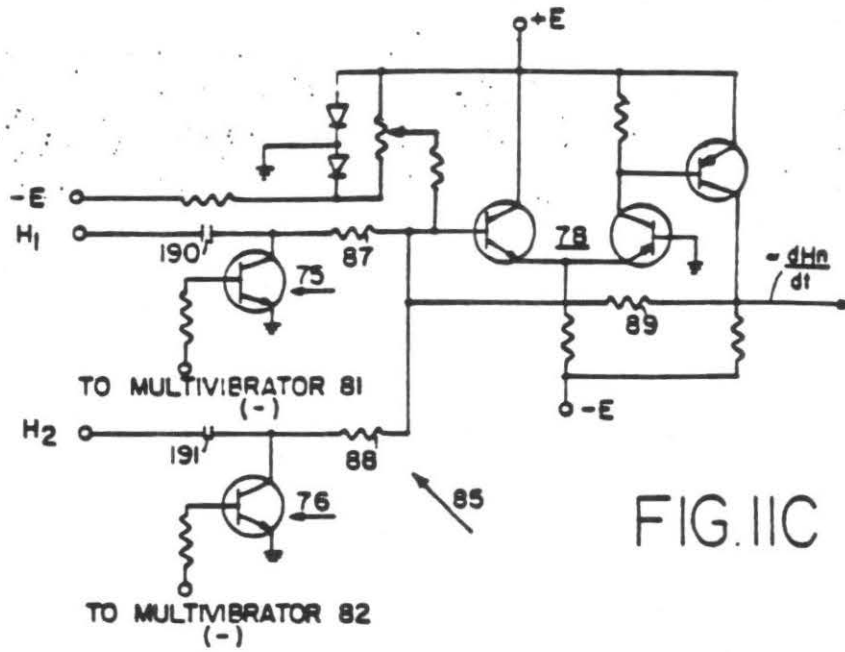 +E
-E
H1
190
87
78
75
- dHn
dt
89
TO MULTIVIBRATOR 81
(-)
-E
H2
191
88
85
76
FIG.11C
TO MULTIVIBRATOR 82
(-)